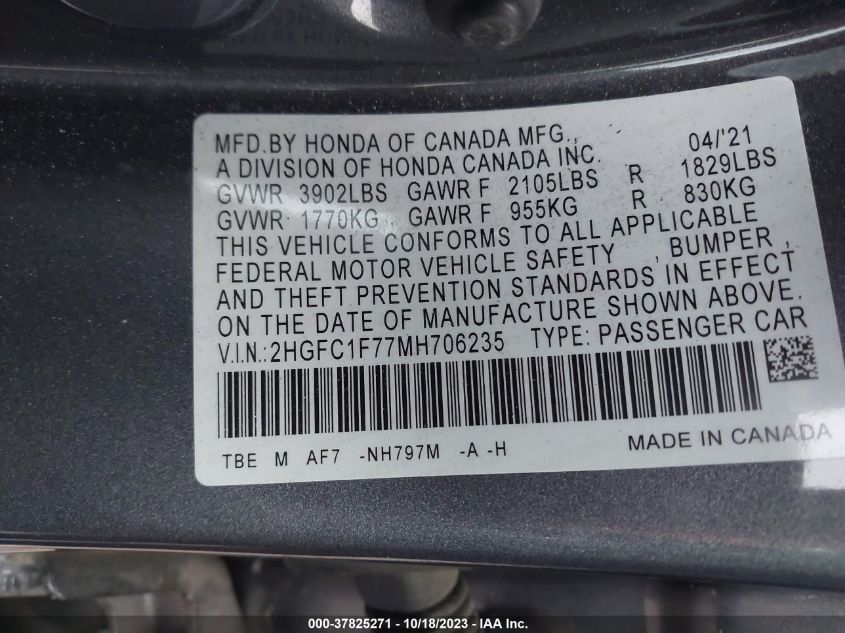 MFD.BY HONDA OF CANADA MFG., 04/'21
A DIVISION OF HONDA CANADA INC.
GVWR 3902LBS GAWR F 2105LBS R 1829LBS
GVWR 1770KG GAWR F 955KG R 830KG
THIS VEHICLE CONFORMS TO ALL APPLICABLE
FEDERAL MOTOR VEHICLE SAFETY , BUMPER ,
AND THEFT PREVENTION STANDARDS IN EFFECT
ON THE DATE OF MANUFACTURE SHOWN ABOVE.
V.I.N.:2HGFC1F77MH706235 TYPE: PASSENGER CAR
TBE M AF7 -NH797M -A -H MADE IN CANADA
000-37825271 - 10/18/2023 - IAA Inc.